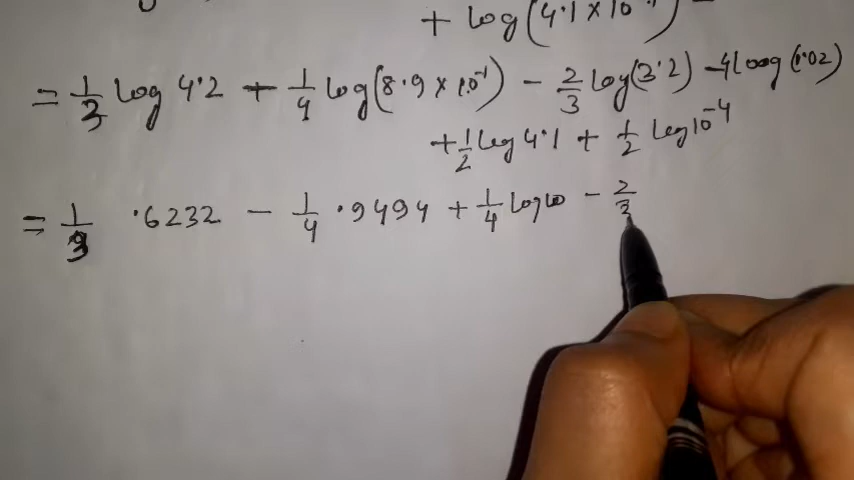 + log(4.1 × 10
= 1/3 log 4.2 + 1/4 log(8.9 × 10⁻¹) - 2/3 log(3.2) - 4 loog (1.02)
+ 1/2 log 4.1 + 1/2 log 10⁻⁴
= 1/3 .6232 - 1/4 .9494 + 1/4 log 10 - 2/3